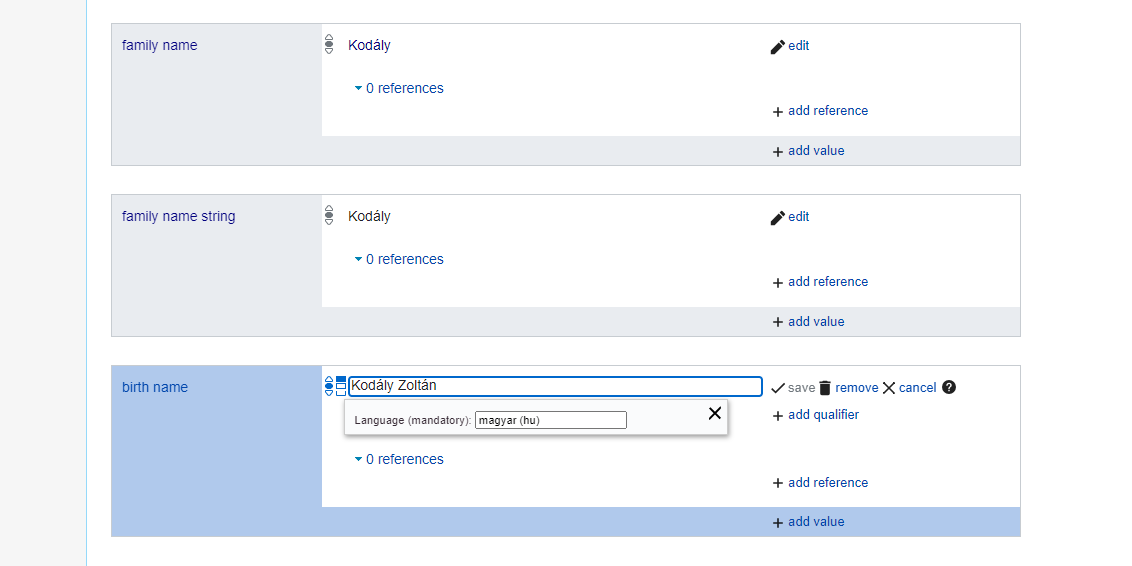 family name
Kodály
edit
0 references
+ add reference
+ add value
family name string
Kodály
edit
0 references
+ add reference
+ add value
birth name
Kodály Zoltán
save remove cancel ?
+ add qualifier
Language (mandatory): magyar (hu)
0 references
+ add reference
+ add value